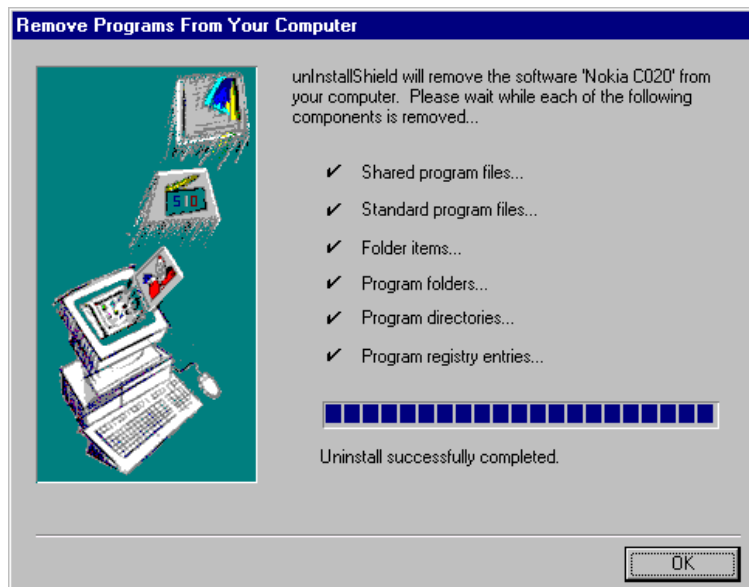 Remove Programs From Your Computer
unInstallShield will remove the software 'Nokia C020' from
your computer. Please wait while each of the following
components is removed...
✔ Shared program files...
✔ Standard program files...
✔ Folder items...
✔ Program folders...
✔ Program directories...
✔ Program registry entries...
Uninstall successfully completed.
OK